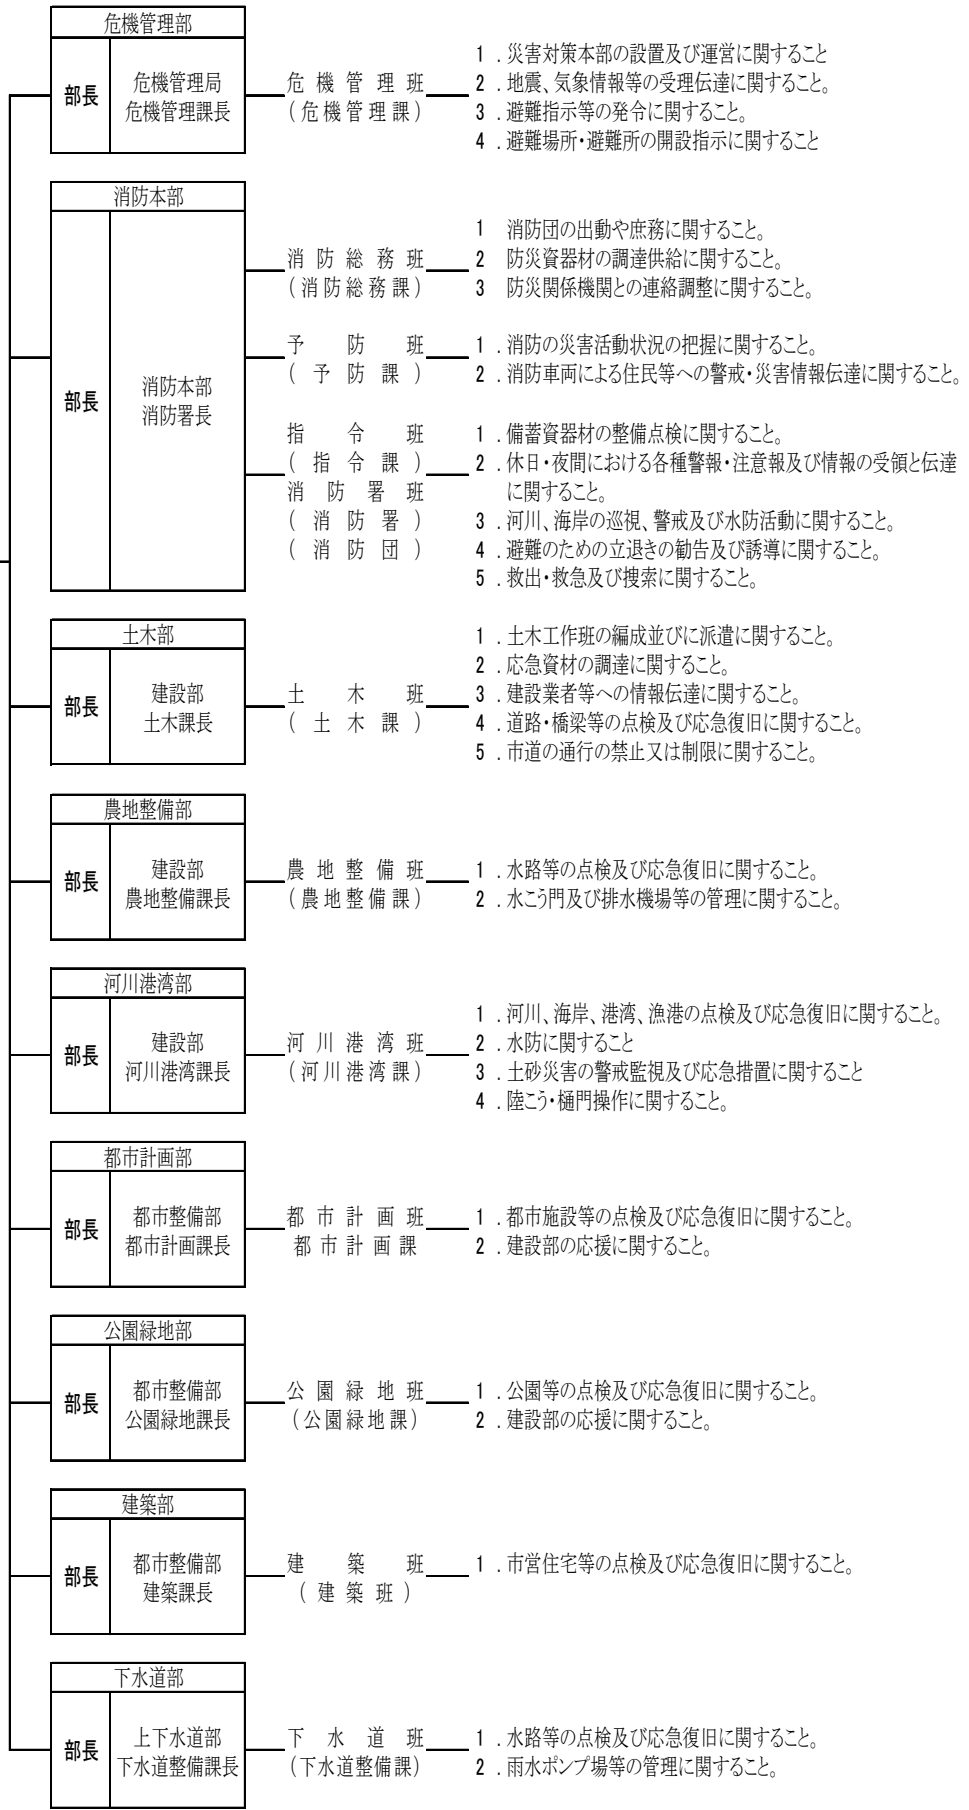 危機管理部
部長
危機管理局
危機管理課長
危機管理班
(危機管理課)
1．災害対策本部の設置及び運営に関すること
2．地震、気象情報等の受理伝達に関すること。
3．避難指示等の発令に関すること。
4．避難場所・避難所の開設指示に関すること
消防本部
部長
消防本部
消防署長
消防総務班
(消防総務課)
1 消防団の出動や庶務に関すること。
2 防災資器材の調達供給に関すること。
3 防災関係機関との連絡調整に関すること。
予防班
(予防課)
1．消防の災害活動状況の把握に関すること。
2．消防車両による住民等への警戒・災害情報伝達に関すること。
指令班
(指令課)
消防署班
(消防署)
(消防団)
1．備蓄資器材の整備点検に関すること。
2．休日・夜間における各種警報・注意報及び情報の受領と伝達
に関すること。
3．河川、海岸の巡視、警戒及び水防活動に関すること。
4．避難のための立退きの勧告及び誘導に関すること。
5．救出・救急及び捜索に関すること。
土木部
部長
建設部
土木課長
土木班
(土木課)
1．土木工作班の編成並びに派遣に関すること。
2．応急資材の調達に関すること。
3．建設業者等への情報伝達に関すること。
4．道路・橋梁等の点検及び応急復旧に関すること。
5．市道の通行の禁止又は制限に関すること。
農地整備部
部長
建設部
農地整備課長
農地整備班
(農地整備課)
1．水路等の点検及び応急復旧に関すること。
2．水こう門及び排水機場等の管理に関すること。
河川港湾部
部長
建設部
河川港湾課長
河川港湾班
(河川港湾課)
1．河川、海岸、港湾、漁港の点検及び応急復旧に関すること。
2．水防に関すること
3．土砂災害の警戒監視及び応急措置に関すること
4．陸こう・樋門操作に関すること。
都市計画部
部長
都市整備部
都市計画課長
都市計画班
都市計画課
1．都市施設等の点検及び応急復旧に関すること。
2．建設部の応援に関すること。
公園緑地部
部長
都市整備部
公園緑地課長
公園緑地班
(公園緑地課)
1．公園等の点検及び応急復旧に関すること。
2．建設部の応援に関すること。
建築部
部長
都市整備部
建築課長
建築班
(建築班)
1．市営住宅等の点検及び応急復旧に関すること。
下水道部
部長
上下水道部
下水道整備課長
下水道班
(下水道整備課)
1．水路等の点検及び応急復旧に関すること。
2．雨水ポンプ場等の管理に関すること。